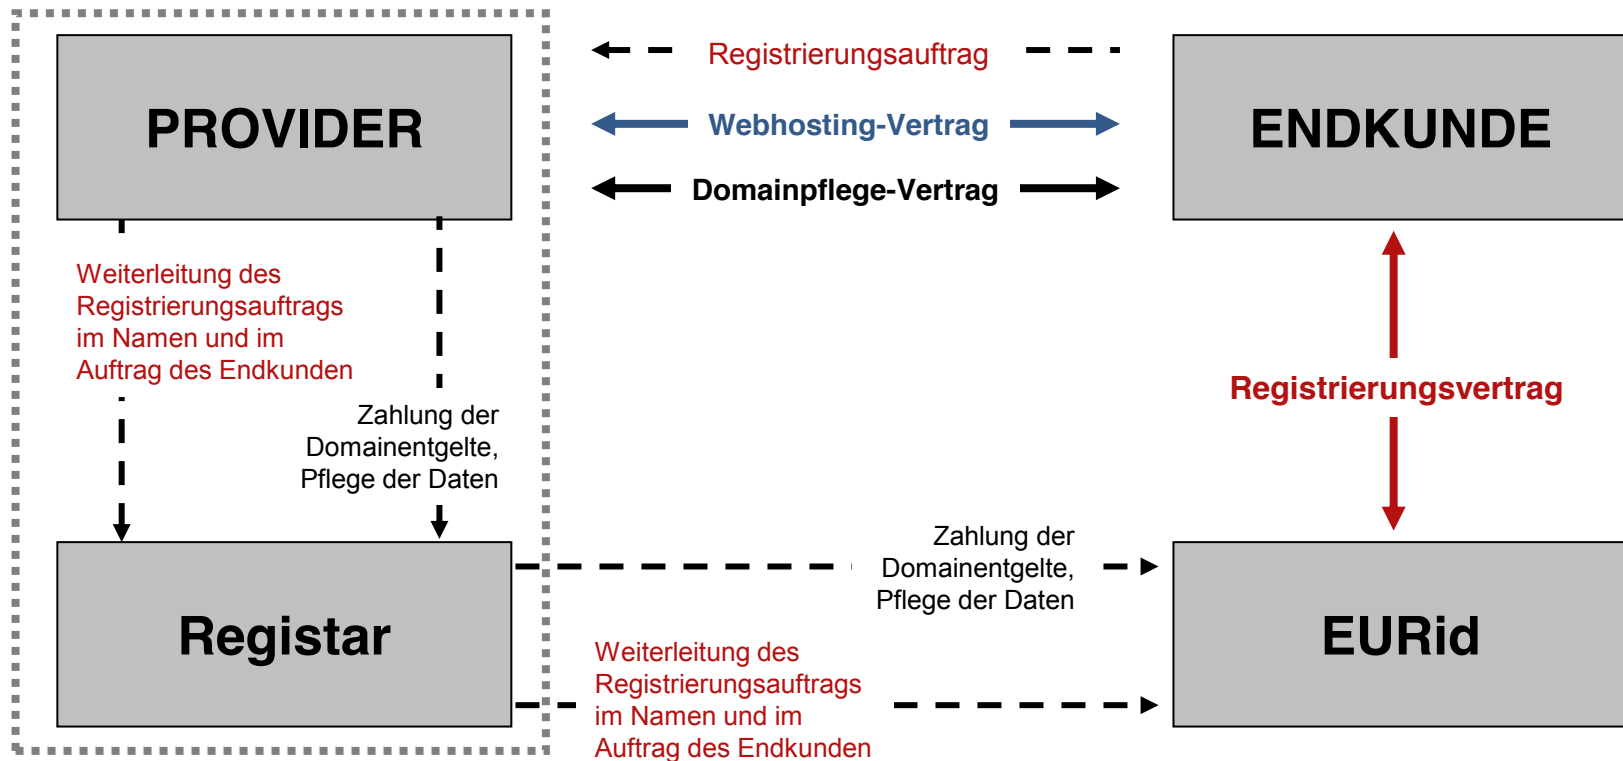 PROVIDER
Registrierungsauftrag
Webhosting-Vertrag
Domainpflege-Vertrag
ENDKUNDE
Weiterleitung des
Registrierungsauftrags
im Namen und im
Auftrag des Endkunden
Zahlung der
Domainentgelte,
Pflege der Daten
Registrierungsvertrag
Registar
Zahlung der
Domainentgelte,
Pflege der Daten
Weiterleitung des
Registrierungsauftrags
im Namen und im
Auftrag des Endkunden
EURid